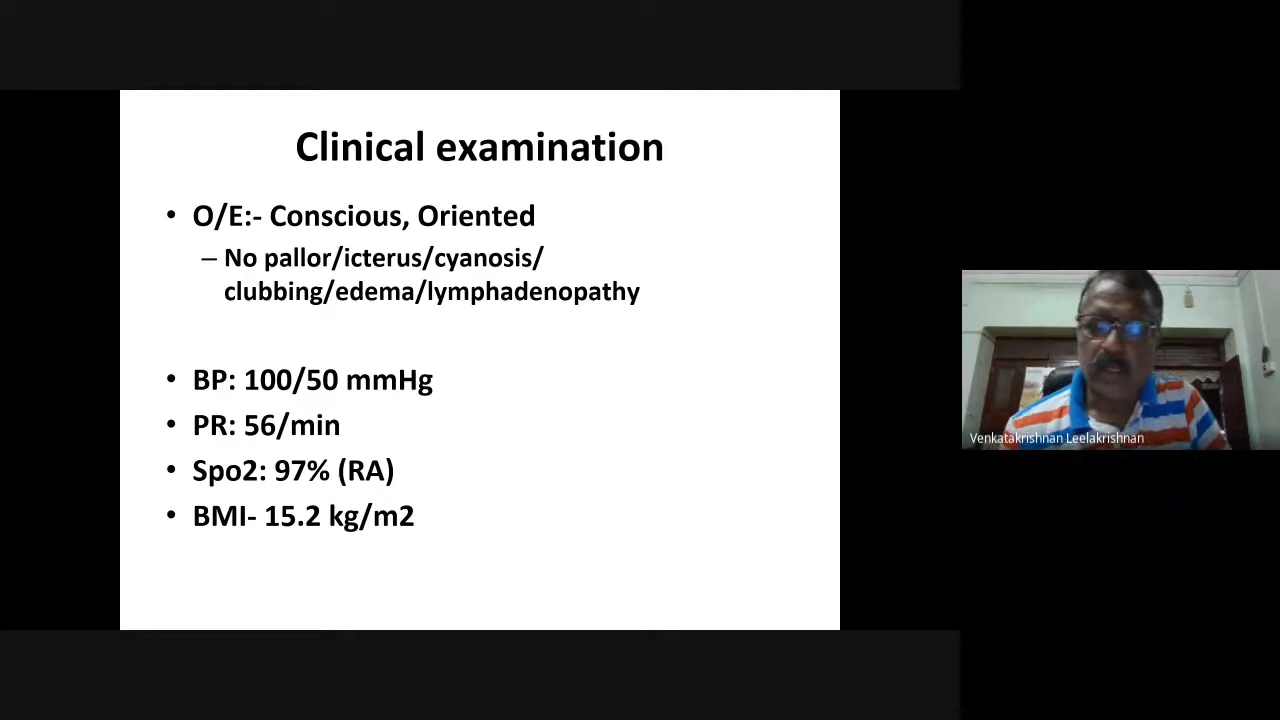 Clinical examination
• O/E:- Conscious, Oriented
– No pallor/icterus/cyanosis/
clubbing/edema/lymphadenopathy
• BP: 100/50 mmHg
• PR: 56/min
• Spo2: 97% (RA)
• BMI- 15.2 kg/m2
Venkatakrishnan Leelakrishnan